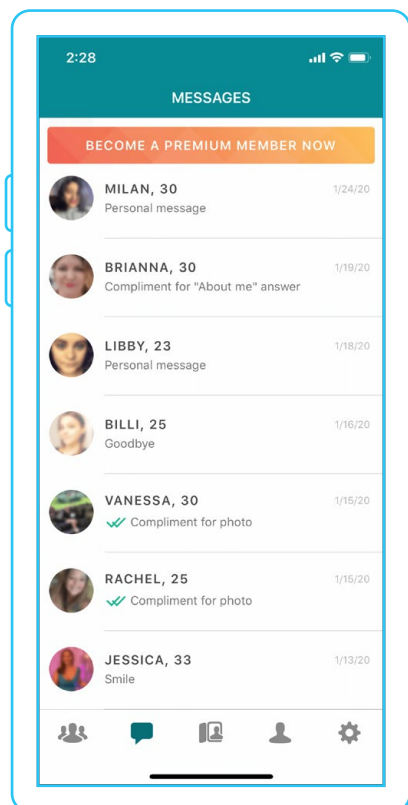 2:28
MESSAGES
BECOME A PREMIUM MEMBER NOW
MILAN, 30 1/24/20
Personal message
BRIANNA, 30 1/19/20
Compliment for "About me" answer
LIBBY, 23 1/18/20
Personal message
BILLI, 25 1/16/20
Goodbye
VANESSA, 30 1/15/20
Compliment for photo
RACHEL, 25 1/15/20
Compliment for photo
JESSICA, 33 1/13/20
Smile